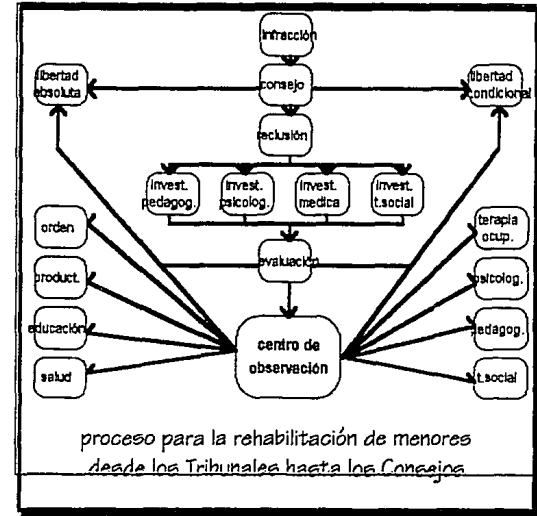 infracción
libertad
absoluta
consejo
libertad
condicional
reclusión
invest.
pedagog.
invest.
psicolog.
invest.
medica
invest.
t.social
orden
terapia
ocup.
evaluación
product.
psicolog.
educación
pedagog.
centro de
observación
salud
t.social
proceso para la rehabilitación de menores
desde los Tribunales hasta los Consejos